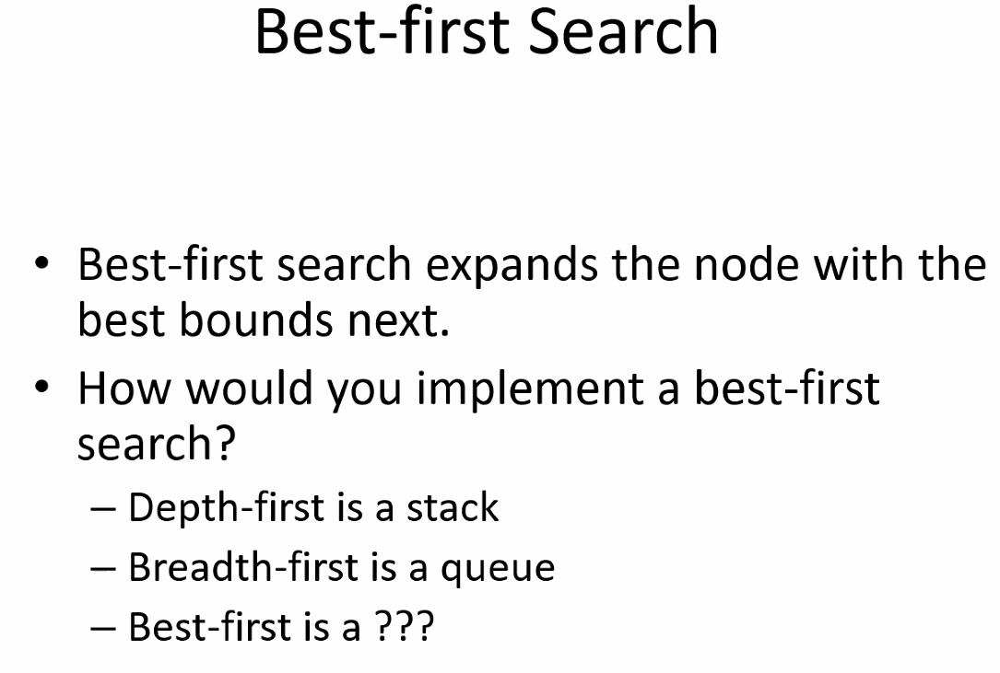 Best-first Search
• Best-first search expands the node with the
best bounds next.
• How would you implement a best-first
search?
– Depth-first is a stack
– Breadth-first is a queue
– Best-first is a ???